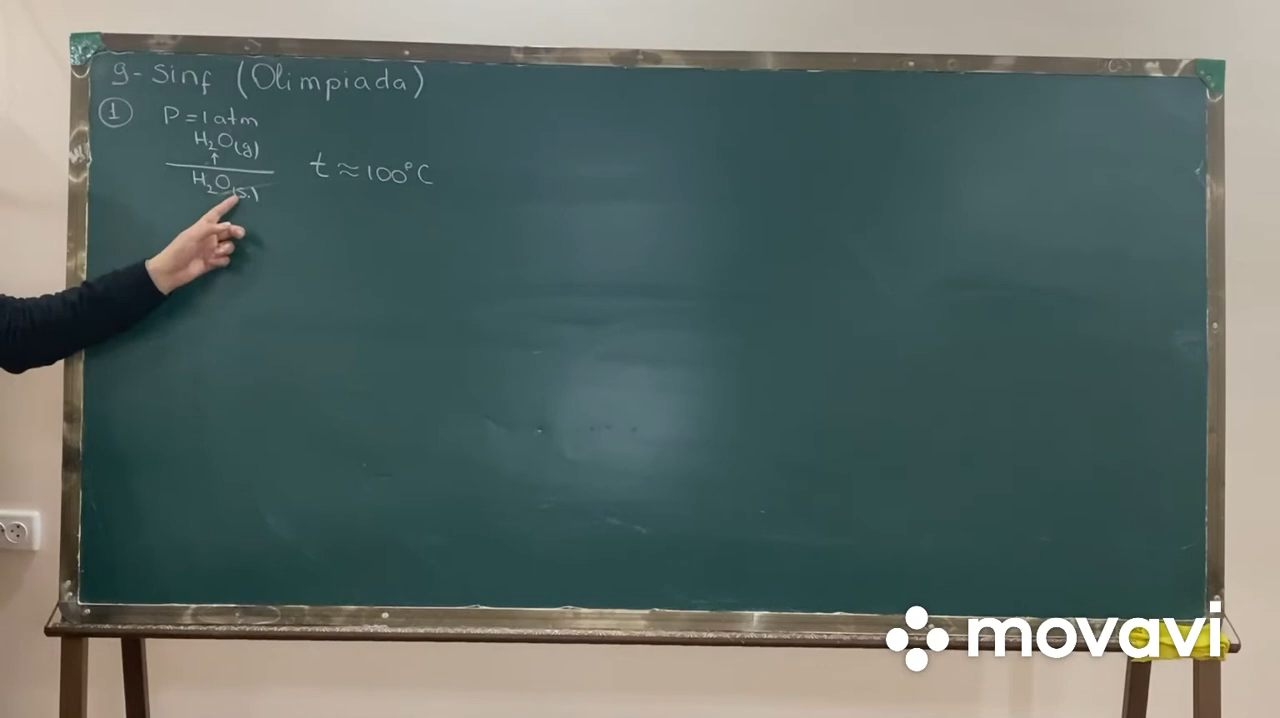 9-Sinf (Olimpiada)
① P=1atm
H₂O(g)
↑
H₂O(s.)
t≈100°C
movavi